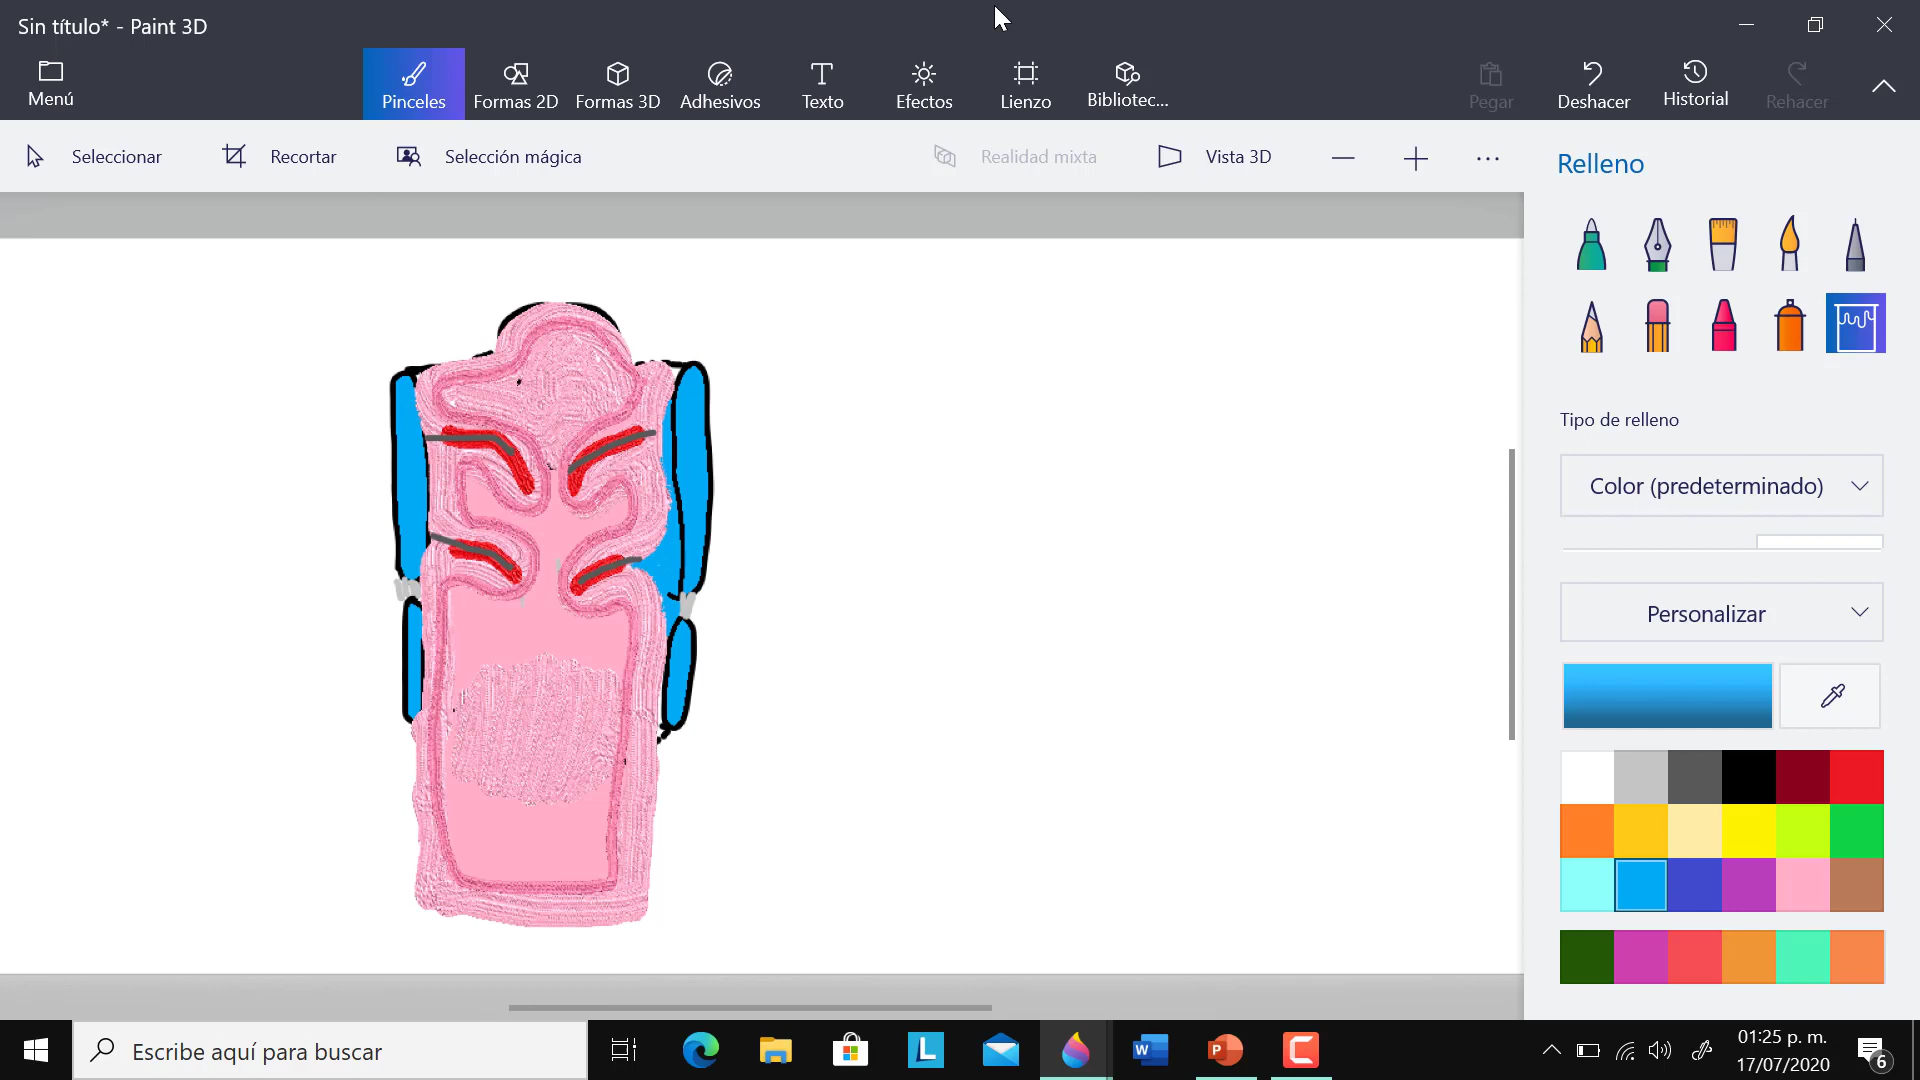 Sin título* - Paint 3D
Menú
Pinceles
Formas 2D
Formas 3D
Adhesivos
Texto
Efectos
Lienzo
Bibliotec...
Pegar
Deshacer
Historial
Rehacer
Seleccionar
Recortar
Selección mágica
Realidad mixta
Vista 3D
Relleno
Tipo de relleno
Color (predeterminado)
Personalizar
Escribe aquí para buscar
L
W
P
01:25 p. m.
17/07/2020
6